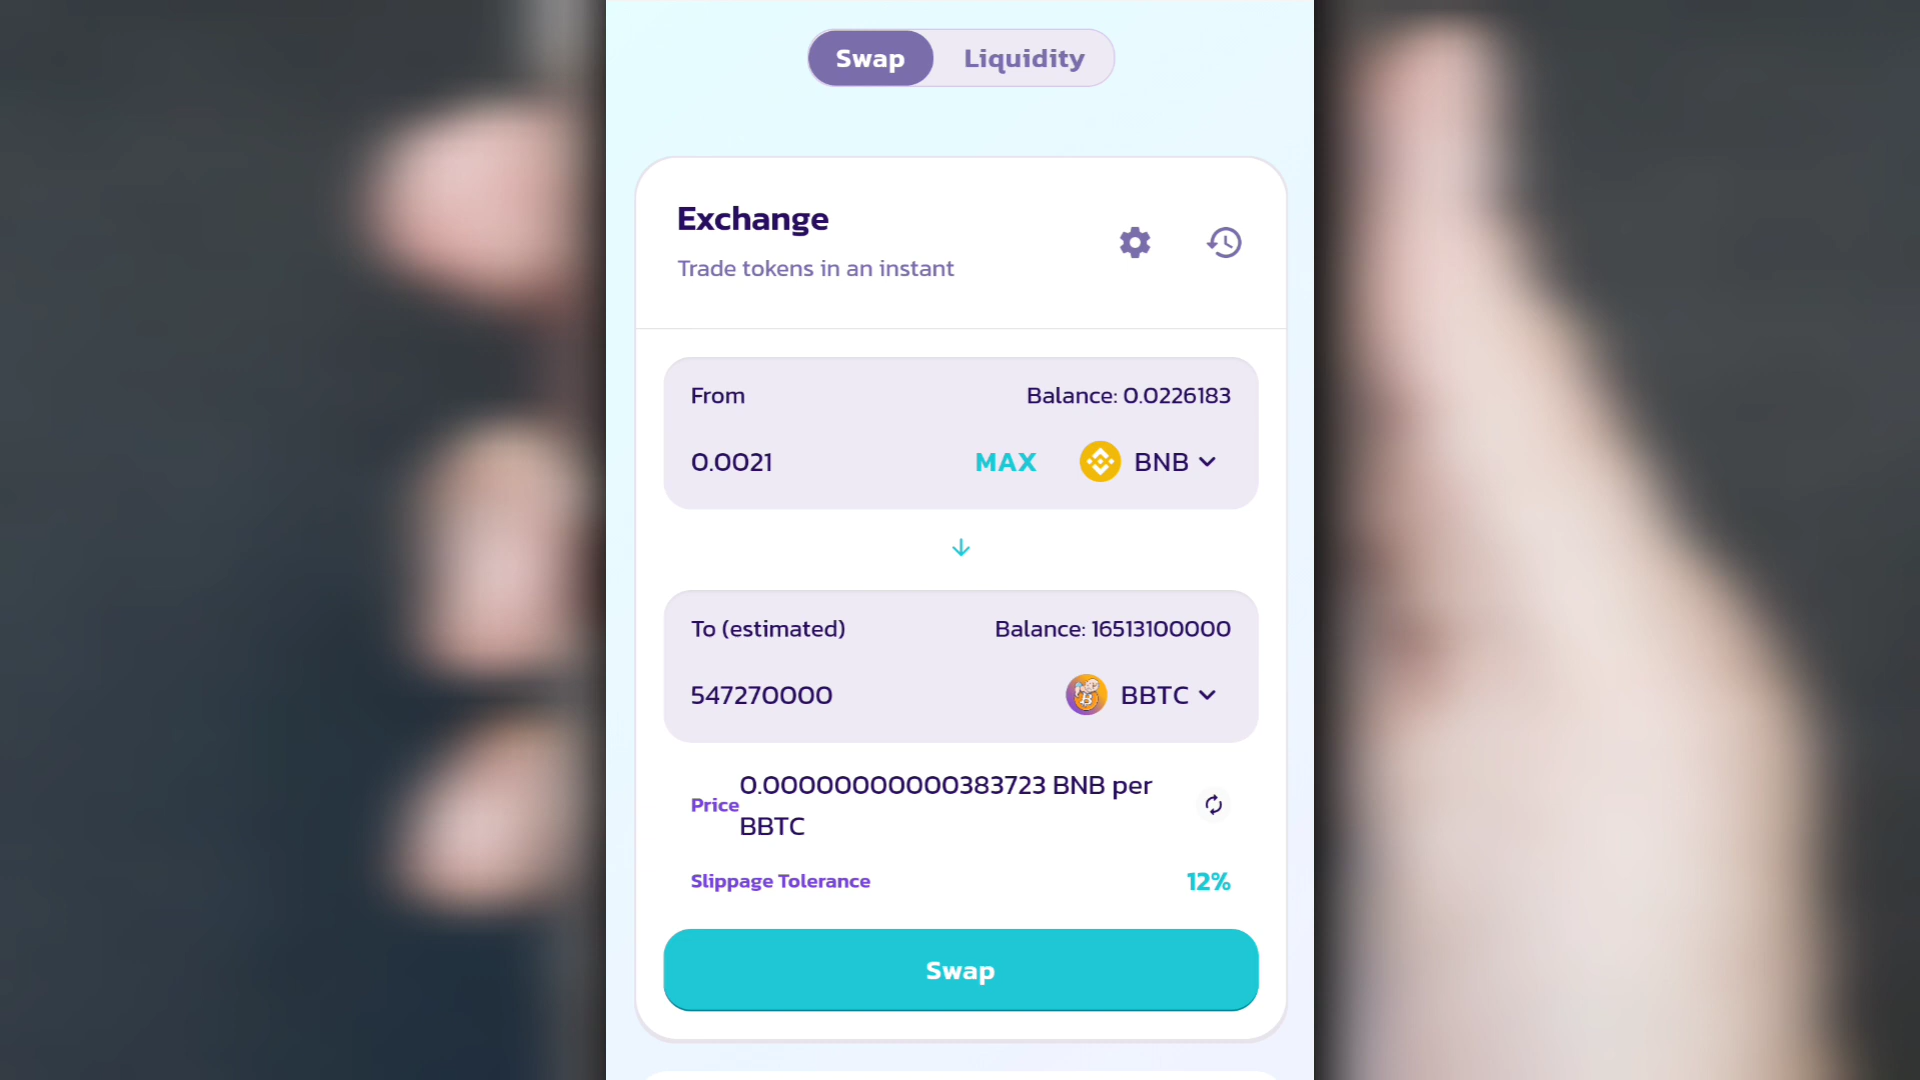 Swap
Liquidity
Exchange
Trade tokens in an instant
From
Balance: 0.0226183
0.0021
MAX
BNB
To (estimated)
Balance: 16513100000
547270000
BBTC
Price
0.00000000000383723 BNB per
BBTC
Slippage Tolerance
12%
Swap